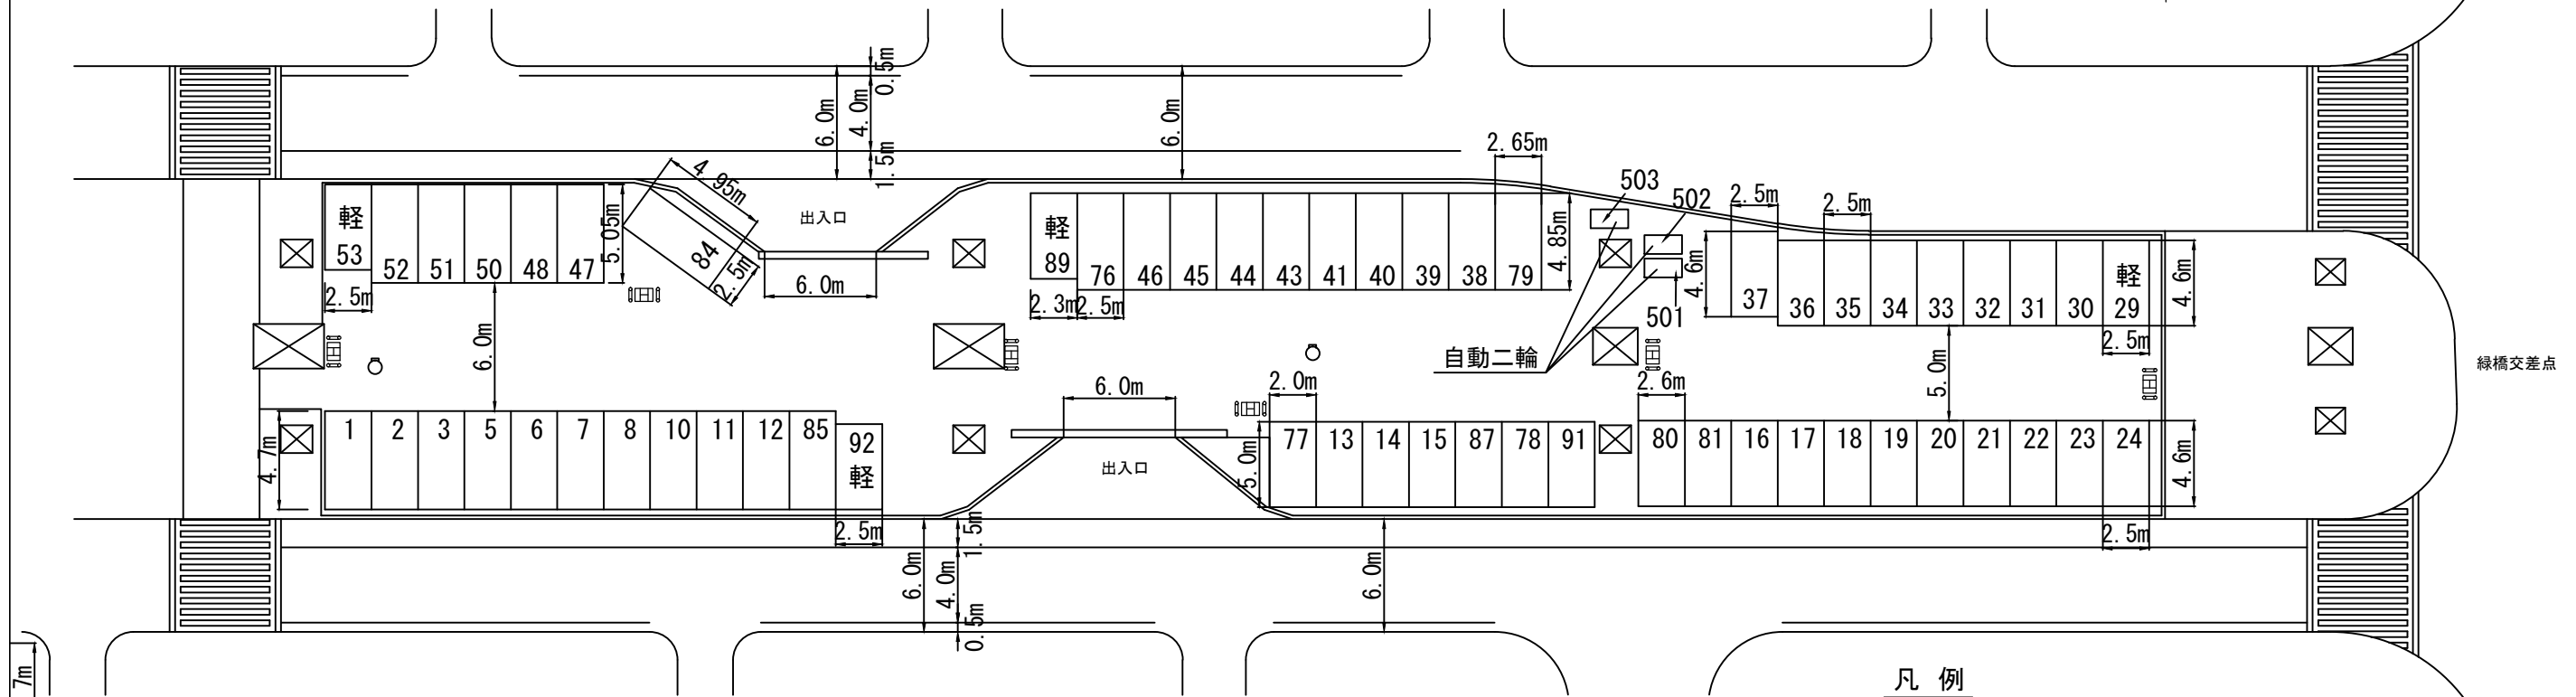 0.5m
4.0m
6.0m
6.0m
1.5m
2.65m
4.95m
出入口
503
502
2.5m
2.5m
軽
53
52
51
50
48
47
5.05m
84
2.5m
6.0m
軽
89
76
46
45
44
43
41
40
39
38
79
4.85m
4.6m
37
36
35
34
33
32
31
30
軽
29
4.6m
2.5m
2.3m
2.5m
501
6.0m
自動二輪
2.5m
5.0m
緑橋交差点
6.0m
2.0m
2.6m
4.7m
1
2
3
5
6
7
8
10
11
12
85
92
軽
出入口
5.0m
77
13
14
15
87
78
91
80
81
16
17
18
19
20
21
22
23
24
4.6m
2.5m
1.5m
2.5m
6.0m
4.0m
6.0m
0.5m
7m
凡 例